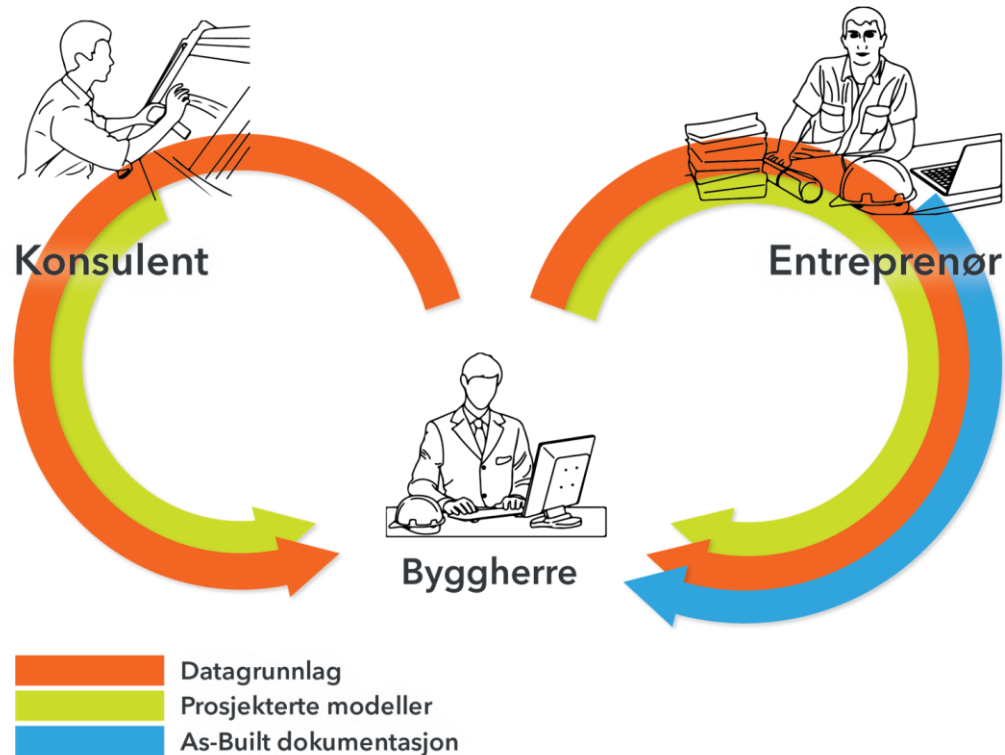 Konsulent
Entreprenør
Byggherre
Datagrunnlag
Prosjekterte modeller
As-Built dokumentasjon